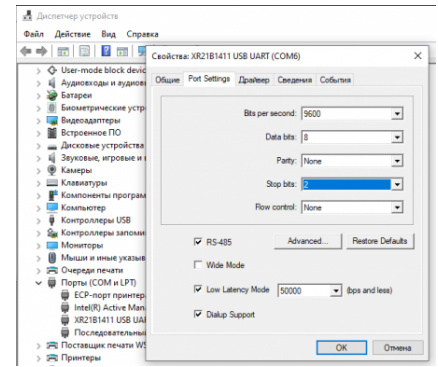 Диспетчер устройств
Файл Действие Вид Справка
User-mode block devic
Аудиовходы и аудиов
Батареи
Биометрические устр
Видеоадаптеры
Встроенное ПО
Дисковые устройства
Звуковые, игровые и
Камеры
Клавиатуры
Компоненты програм
Компьютер
Контроллеры USB
Контроллеры запоми
Мониторы
Мыши и иные указыв
Очереди печати
Порты (COM и LPT)
ECP-порт принтер
Intel(R) Active Man
XR21B1411 USB UA
Последовательны
Поставщик печати WS
Принтеры
Свойства: XR21B1411 USB UART (COM6)
Общие Port Settings Драйвер Сведения События
Bits per second: 9600
Data bits: 8
Parity: None
Stop bits: 2
Flow control: None
RS-485 Advanced... Restore Defaults
Wide Mode
Low Latency Mode 50000 (bps and less)
Dialup Support
OK Отмена